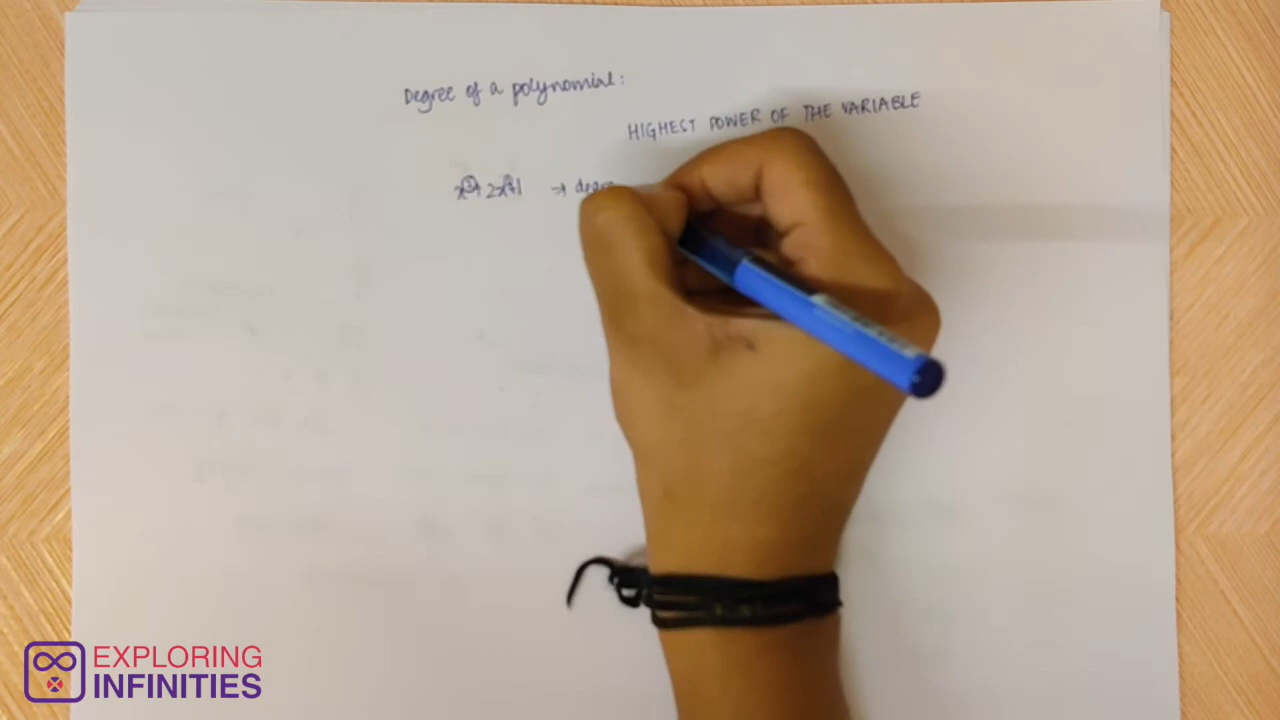 Degree of a polynomial:
HIGHEST POWER OF THE VARIABLE
⇒
EXPLORING
INFINITIES